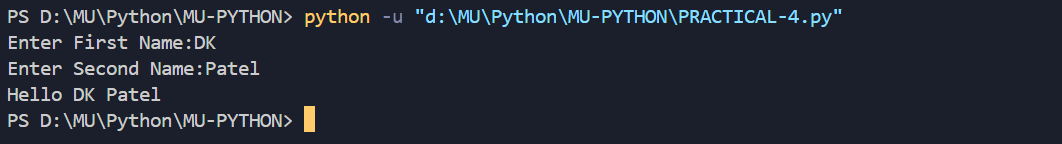 PS D:\MU\Python\MU-PYTHON> python -u "d:\MU\Python\MU-PYTHON\PRACTICAL-4.py"
Enter First Name:DK
Enter Second Name:Patel
Hello DK Patel
PS D:\MU\Python\MU-PYTHON>